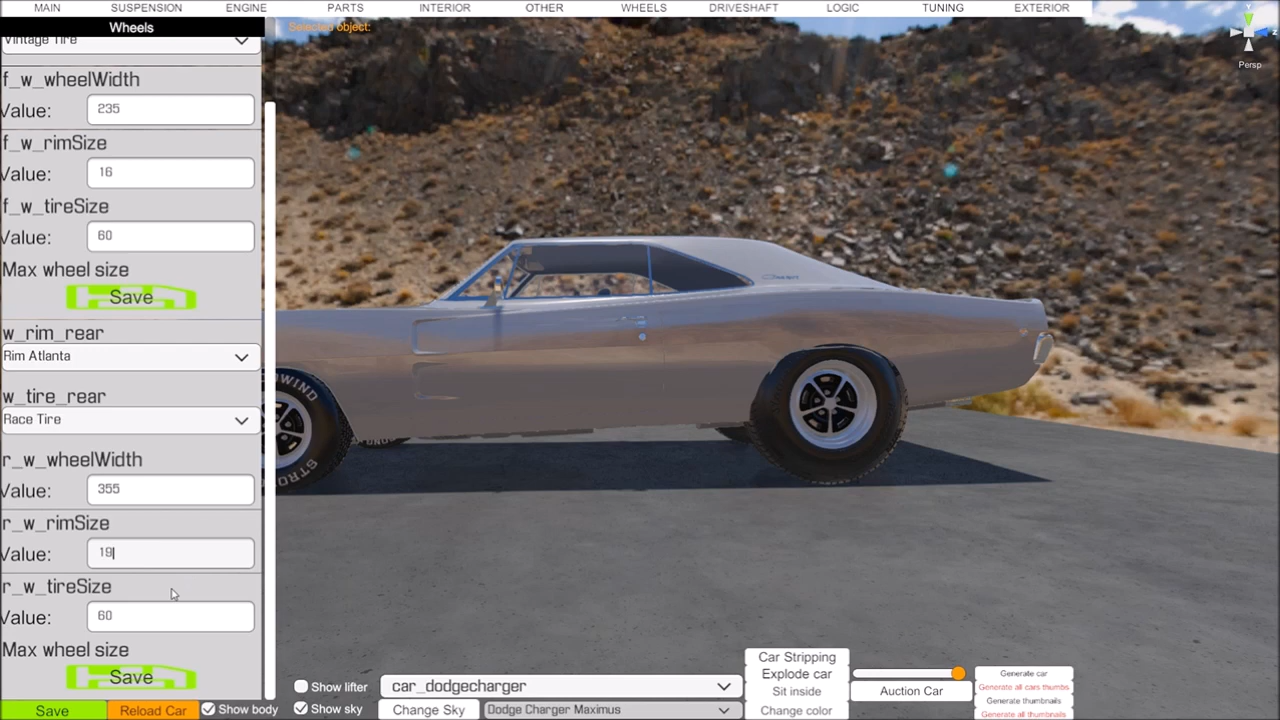 MAIN SUSPENSION ENGINE PARTS INTERIOR OTHER WHEELS DRIVESHAFT LOGIC TUNING EXTERIOR
Wheels
Selected object:
Y
Z
Persp
Vintage Tire
f_w_wheelWidth
Value: 235
f_w_rimSize
Value: 16
f_w_tireSize
Value: 60
Max wheel size
Save
w_rim_rear
Rim Atlanta
w_tire_rear
Race Tire
r_w_wheelWidth
Value: 355
r_w_rimSize
Value: 19
r_w_tireSize
Value: 60
Max wheel size
Save
Save Reload Car Show body Show sky
Show lifter
car_dodgecharger
Change Sky
Dodge Charger Maximus
Car Stripping
Explode car
Sit inside
Change color
Auction Car
Generate car
Generate all cars thumbs
Generate thumbnails
Generate all thumbnails